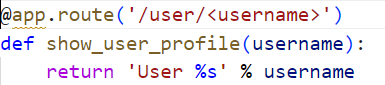 @app.route('/user/<username>')
def show_user_profile(username):
    return 'User %s' % username